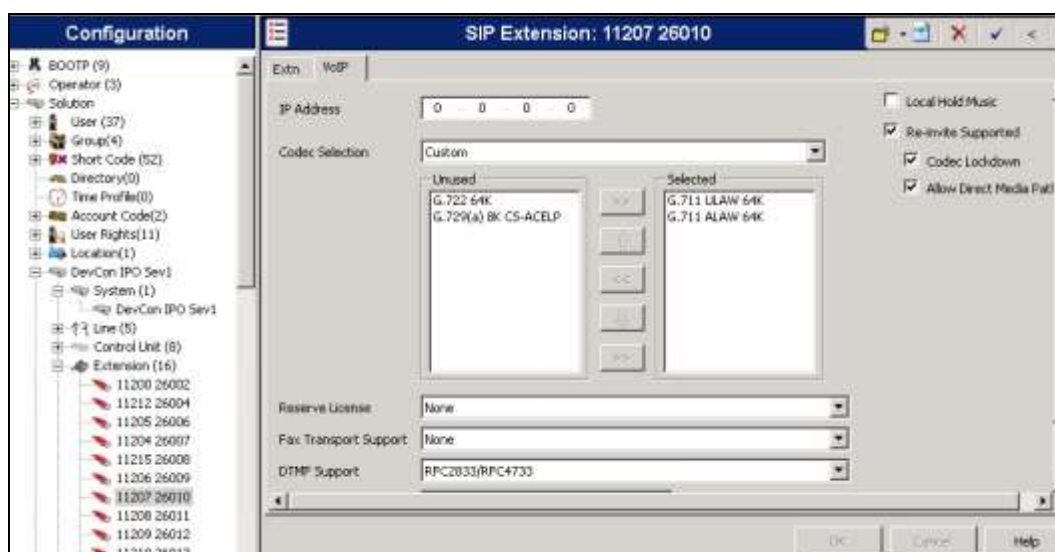 Configuration
SIP Extension: 11207 26010
BOOTP (9)
Operator (3)
Solution
User (37)
Group(4)
Short Code (52)
Directory(0)
Time Profile(0)
Account Code(2)
User Rights(11)
Location(1)
DevCon IPO Sev1
System (1)
DevCon IPO Sev1
Line (5)
Control Unit (8)
Extension (16)
11200 26002
11212 26004
11205 26006
11204 26007
11215 26008
11206 26009
11207 26010
11208 26011
11209 26012
Extn VoIP
IP Address 0 0 0 0
Codec Selection Custom
Unused
G.722 64K
G.729(a) 8K CS-ACELP
>>
<<
>>
Selected
G.711 ULAW 64K
G.711 ALAW 64K
Reserve License None
Fax Transport Support None
DTMF Support RFC2833/RFC4733
Local Hold Music
Re-invite Supported
Codec Lockdown
Allow Direct Media Pat
OK Cancel Help